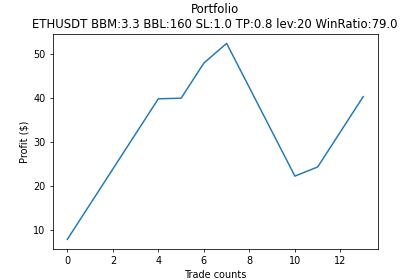 Portfolio
ETHUSDT BBM:3.3 BBL:160 SL:1.0 TP:0.8 lev:20 WinRatio:79.0
50
40
30
20
10
Profit ($)
0 2 4 6 8 10 12
Trade counts